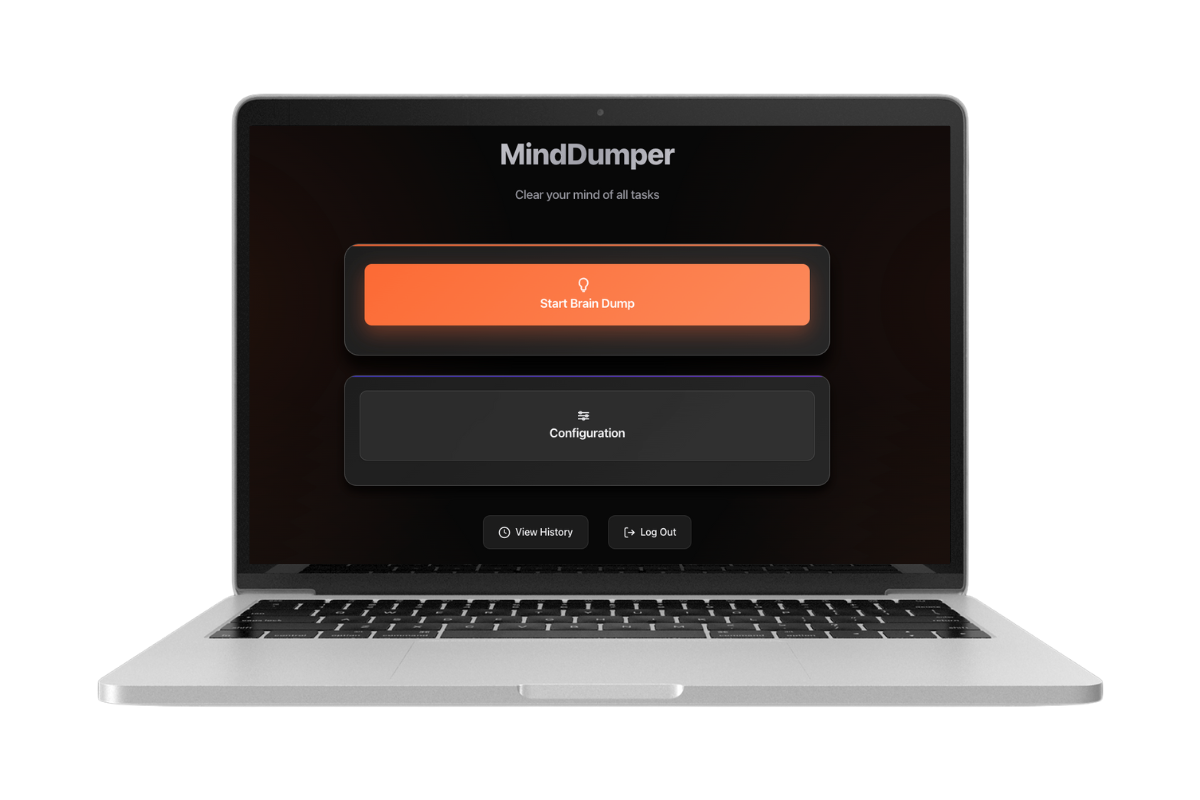 MindDumper
Clear your mind of all tasks
Start Brain Dump
Configuration
View History
Log Out